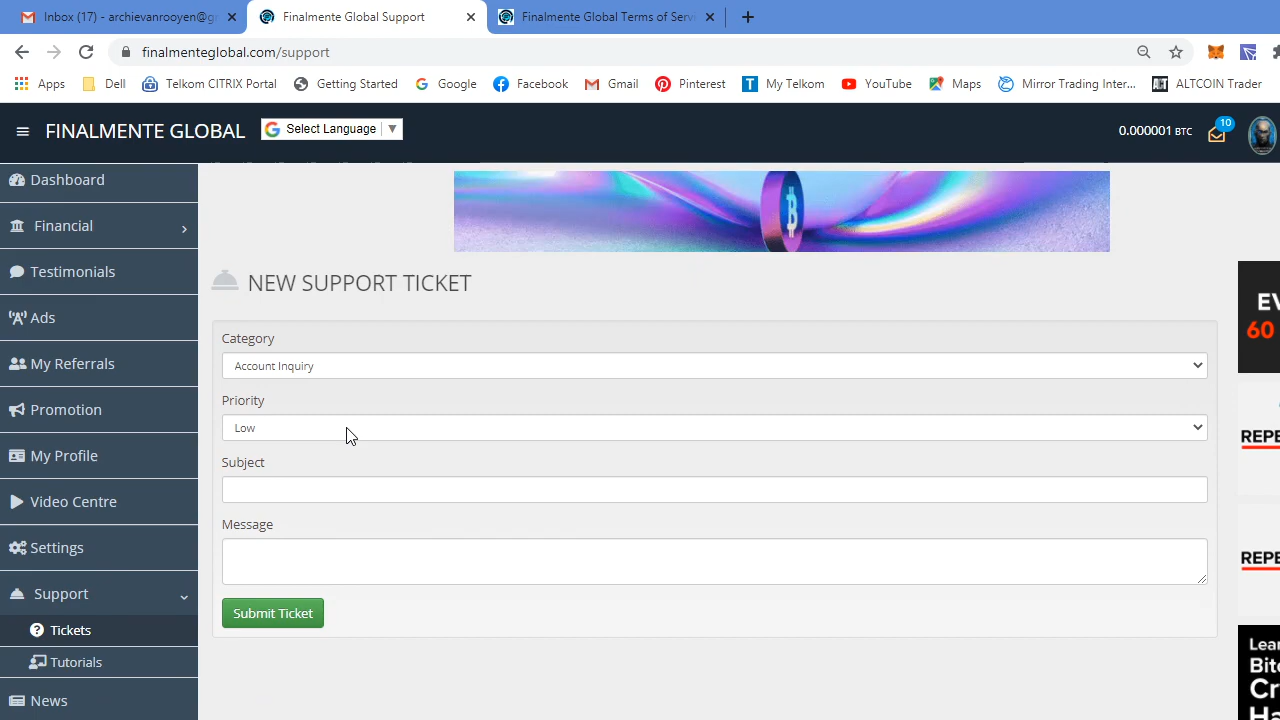 Inbox (17) - archievanrooyen@g
Finalmente Global Support
Finalmente Global Terms of Servi
finalmenteglobal.com/support
Apps
Dell
Telkom CITRIX Portal
Getting Started
Google
Facebook
Gmail
Pinterest
My Telkom
YouTube
Maps
Mirror Trading Inter...
ALTCOIN Trader
FINALMENTE GLOBAL
Select Language
0.000001 BTC
10
Dashboard
Financial
Testimonials
Ads
My Referrals
Promotion
My Profile
Video Centre
Settings
Support
Tickets
Tutorials
News
NEW SUPPORT TICKET
Category
Account Inquiry
Priority
Low
Subject
Message
Submit Ticket
EV
60
REPE
REPE
Lear
Bit
Cr
Ha